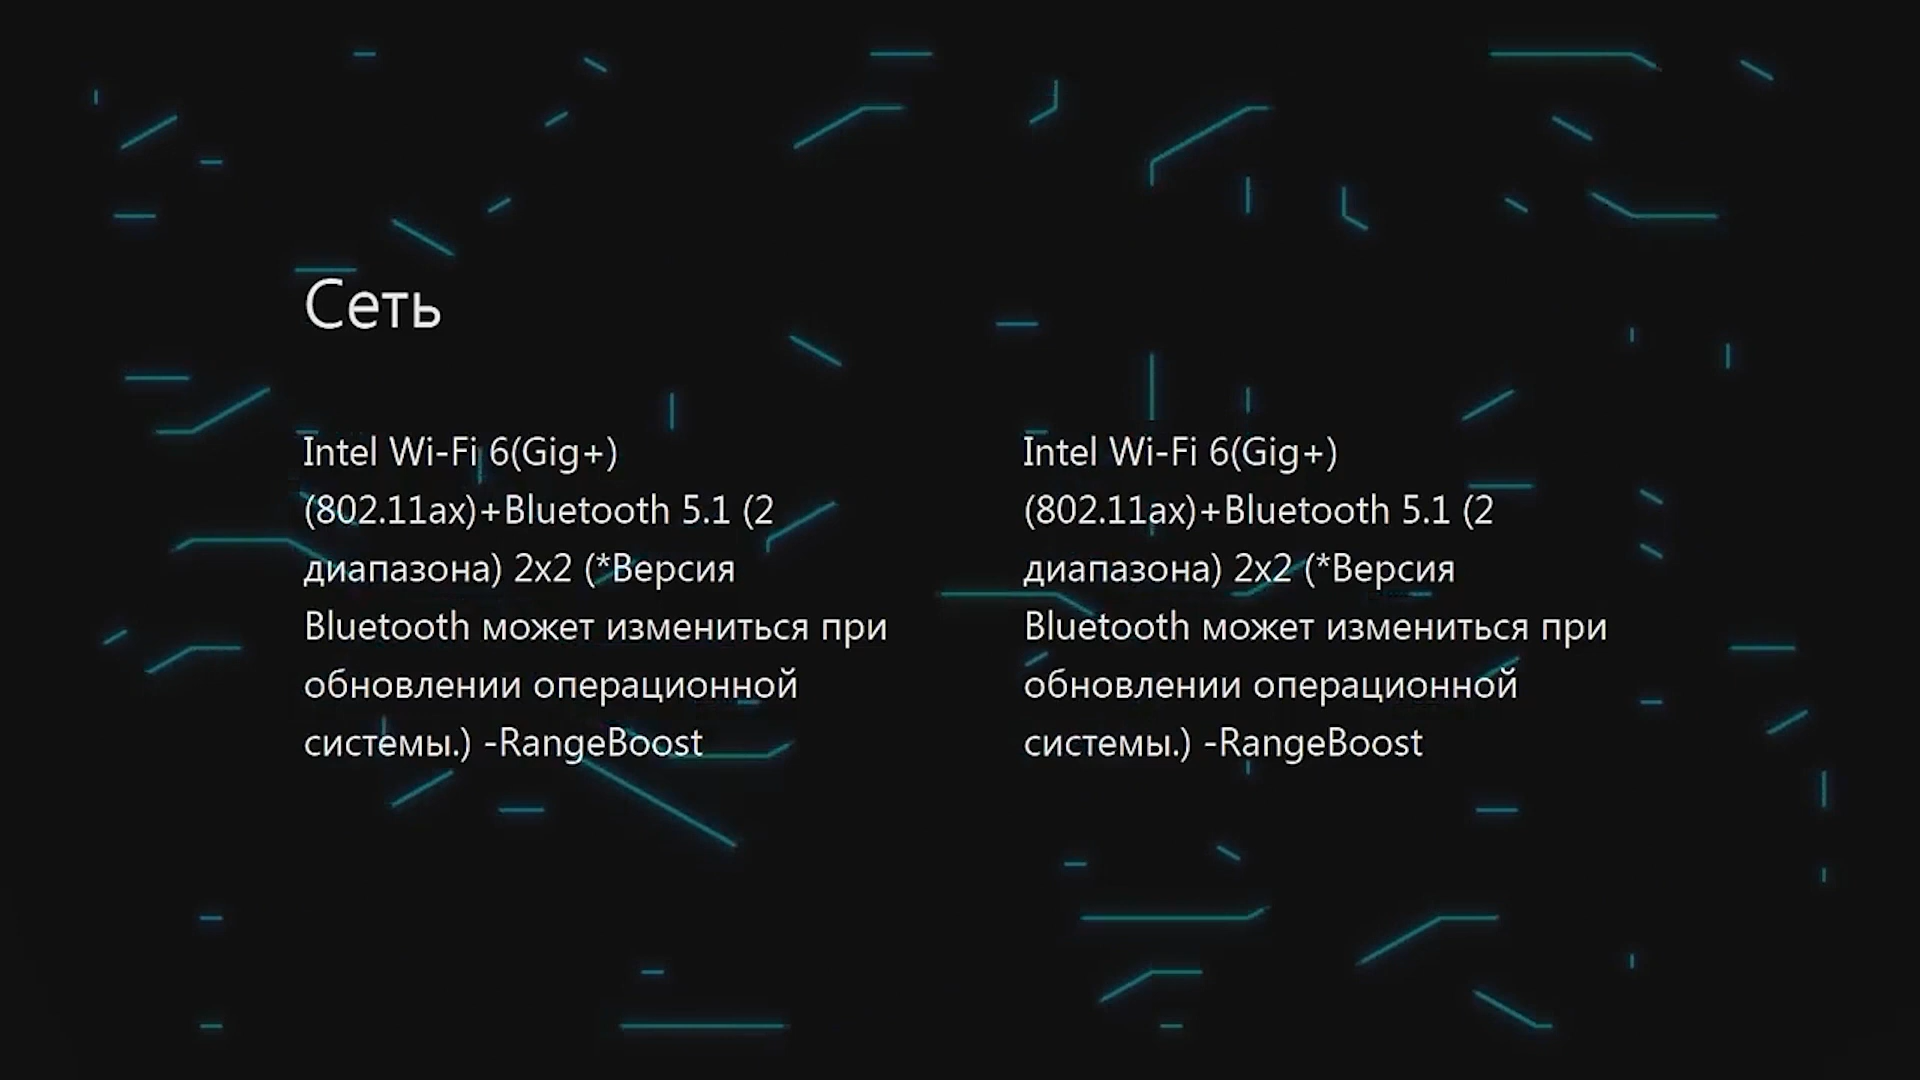 Сеть
Intel Wi-Fi 6(Gig+)
(802.11ax)+Bluetooth 5.1 (2
диапазона) 2x2 (*Версия
Bluetooth может измениться при
обновлении операционной
системы.) -RangeBoost
Intel Wi-Fi 6(Gig+)
(802.11ax)+Bluetooth 5.1 (2
диапазона) 2x2 (*Версия
Bluetooth может измениться при
обновлении операционной
системы.) -RangeBoost